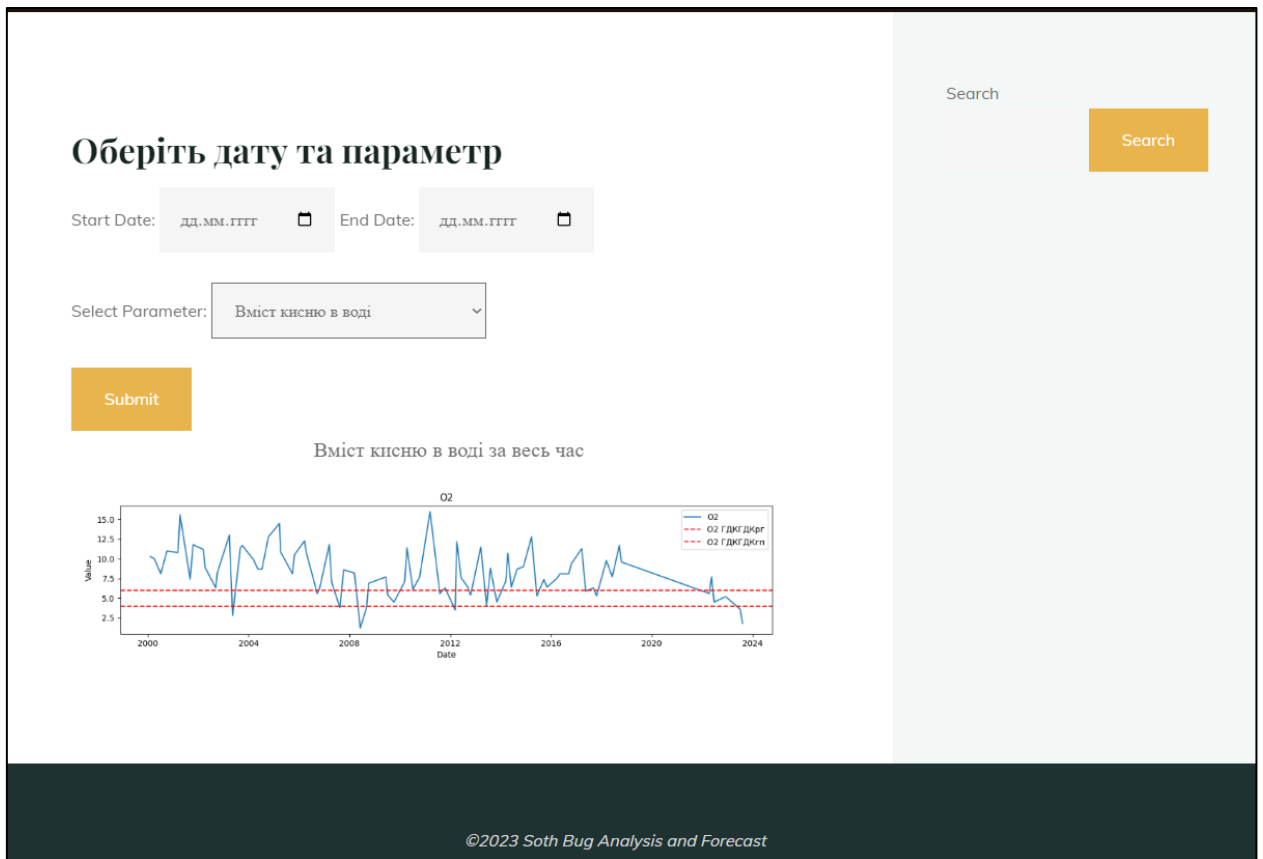 Search
Search
Оберіть дату та параметр
Start Date: дд.мм.гггг End Date: дд.мм.гггг
Select Parameter: Вміст кисню в воді
Submit
Вміст кисню в воді за весь час
O2
O2
O2 ГДКГДКрг
O2 ГДКГДКгп
Value
15.0
12.5
10.0
7.5
5.0
2.5
2000 2004 2008 2012 2016 2020 2024
Date
©2023 Soth Bug Analysis and Forecast